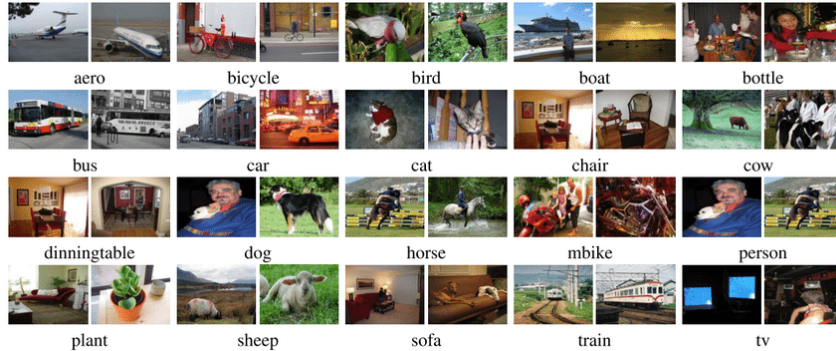 aero bicycle bird boat bottle
bus car cat chair cow
dinningtable dog horse mbike person
plant sheep sofa train tv